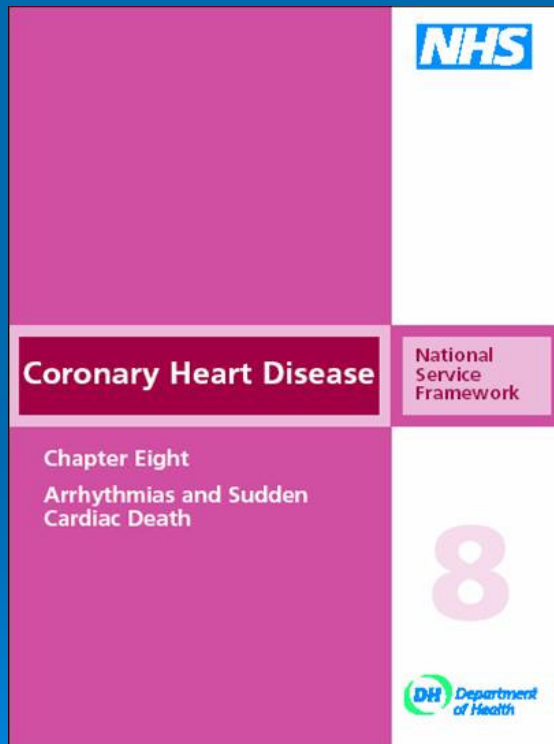 NHS
Coronary Heart Disease
National
Service
Framework
Chapter Eight
Arrhythmias and Sudden
Cardiac Death
8
DH Department
of Health